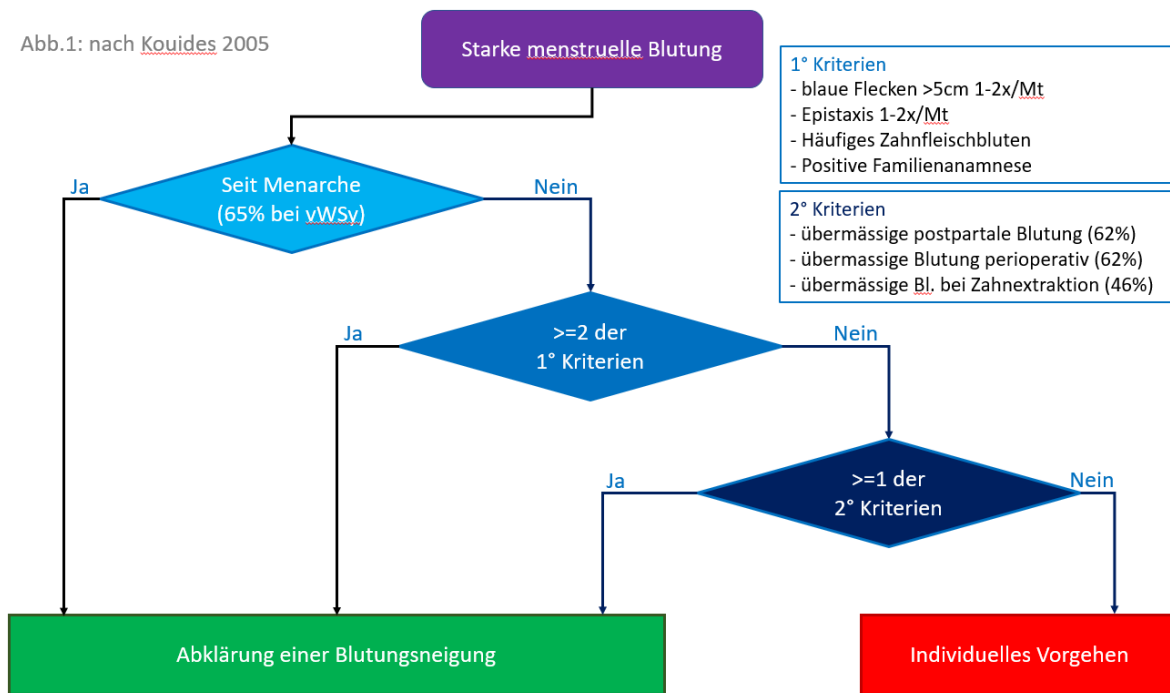 Abb.1: nach Kouides 2005
Starke menstruelle Blutung
1° Kriterien
- blaue Flecken >5cm 1-2x/Mt
- Epistaxis 1-2x/Mt
- Häufiges Zahnfleischbluten
- Positive Familienanamnese
2° Kriterien
- übermässige postpartale Blutung (62%)
- übermassige Blutung perioperativ (62%)
- übermässige Bl. bei Zahnextraktion (46%)
Ja
Seit Menarche
(65% bei vWSy)
Nein
Ja
>=2 der
1° Kriterien
Nein
Ja
>=1 der
2° Kriterien
Nein
Abklärung einer Blutungsneigung
Individuelles Vorgehen